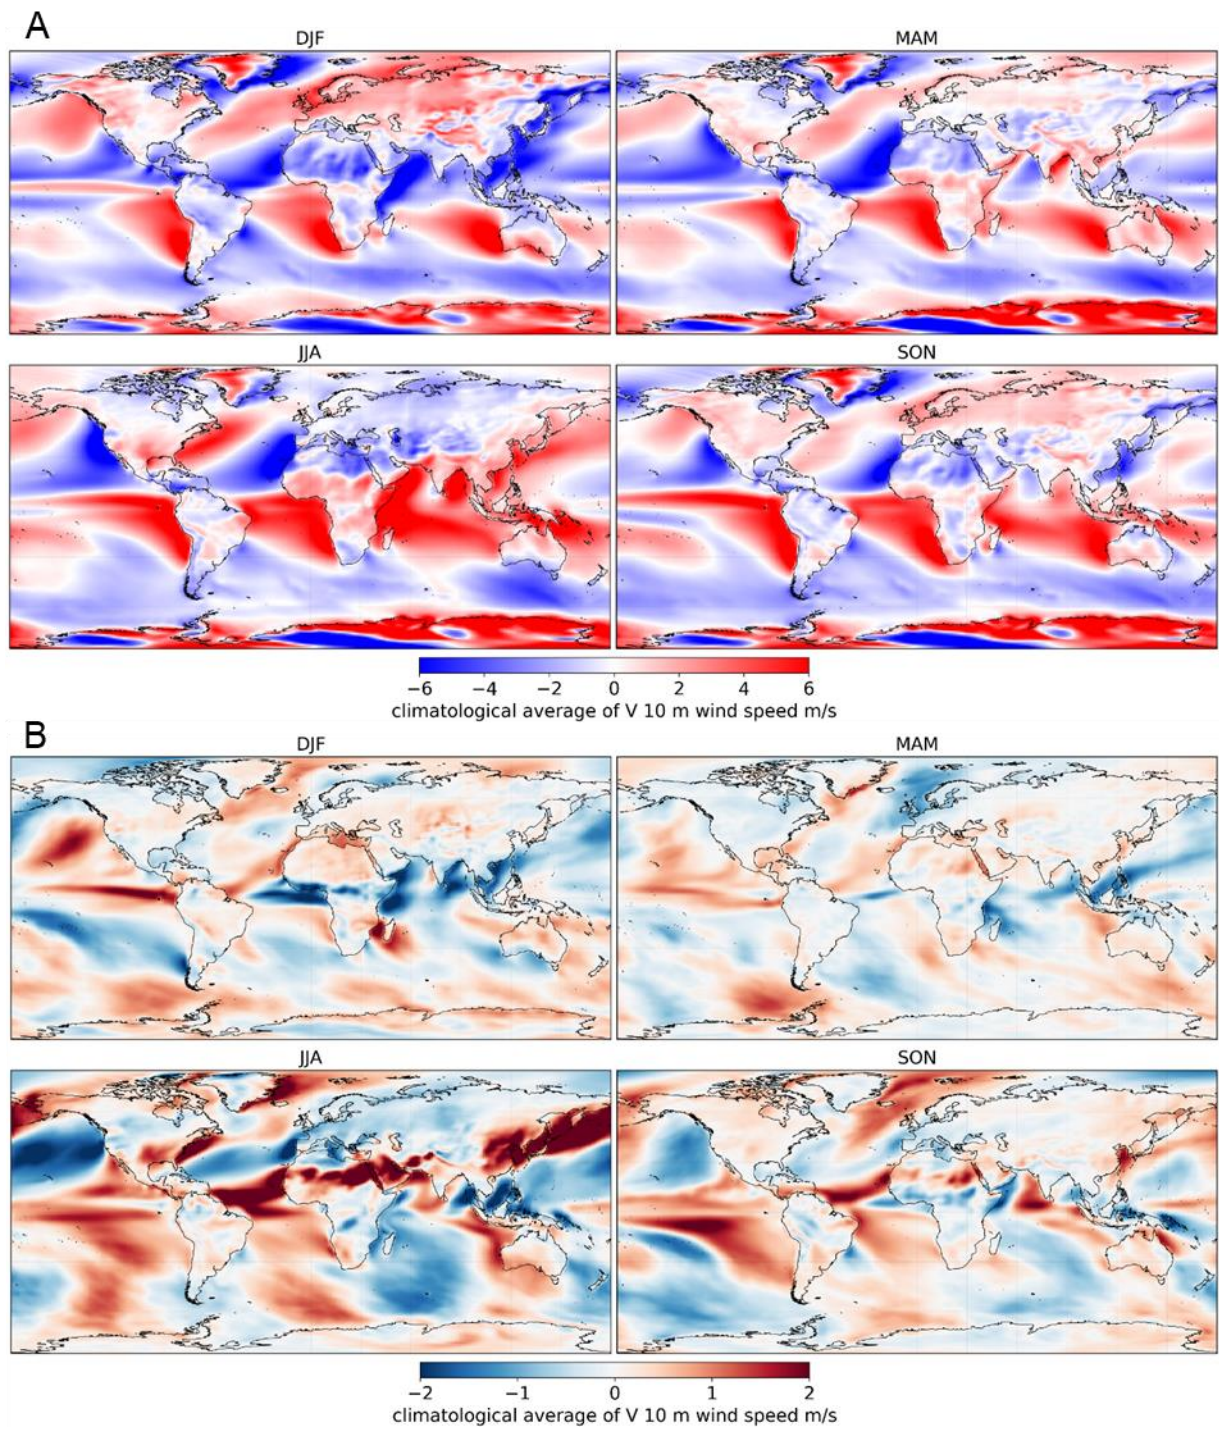 A
DJF
MAM
JJA
SON
−6 −4 −2 0 2 4 6
climatological average of V 10 m wind speed m/s
B
DJF
MAM
JJA
SON
−2 −1 0 1 2
climatological average of V 10 m wind speed m/s